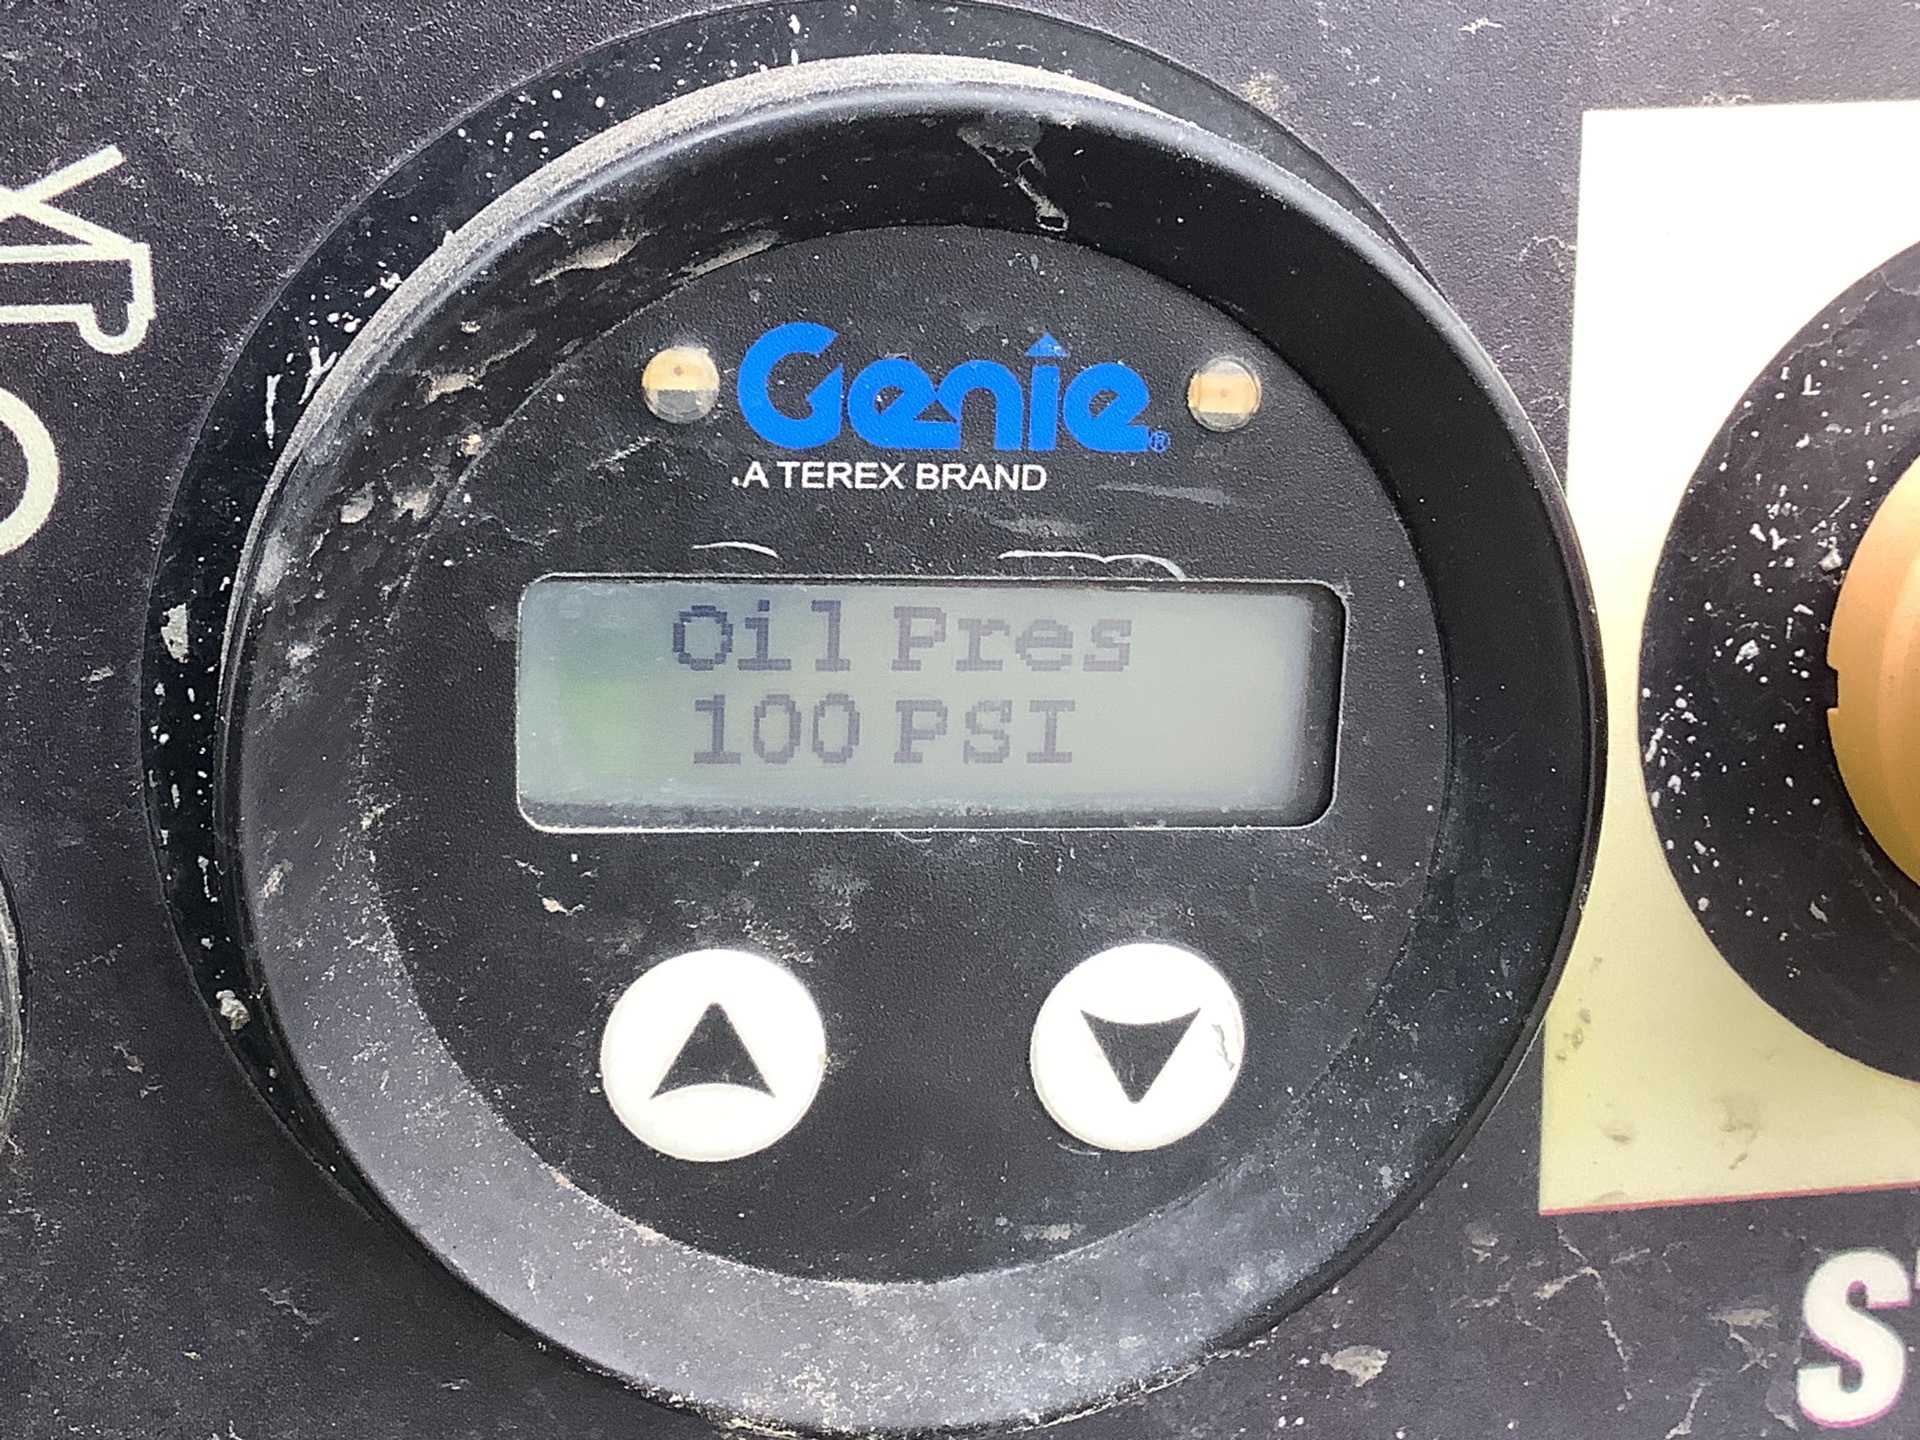 Genie®
A TEREX BRAND
Oil Pres
100 PSI